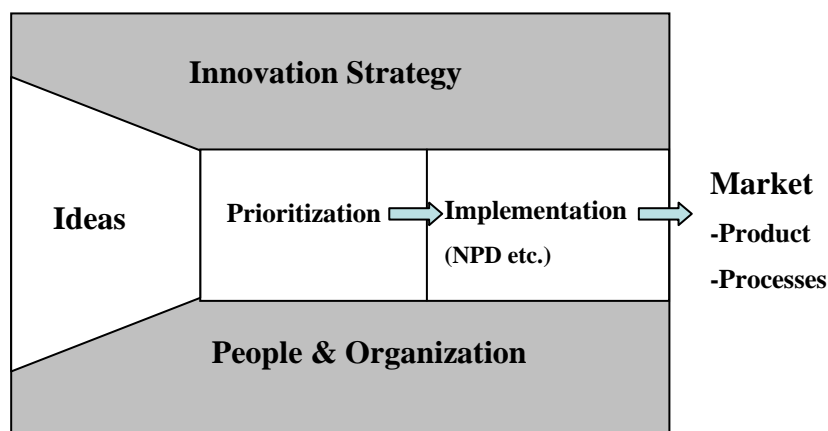 Innovation Strategy
Ideas
Prioritization
Implementation
(NPD etc.)
Market
-Product
-Processes
People & Organization